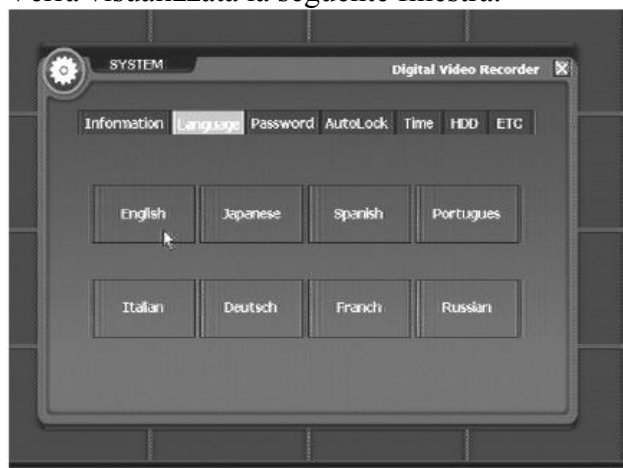 Verrà visualizzata la seguente finestra:
SYSTEM
Digital Video Recorder
Information Language Password AutoLock Time HDD ETC
English Japanese Spanish Portugues
Italian Deutsch Franch Russian